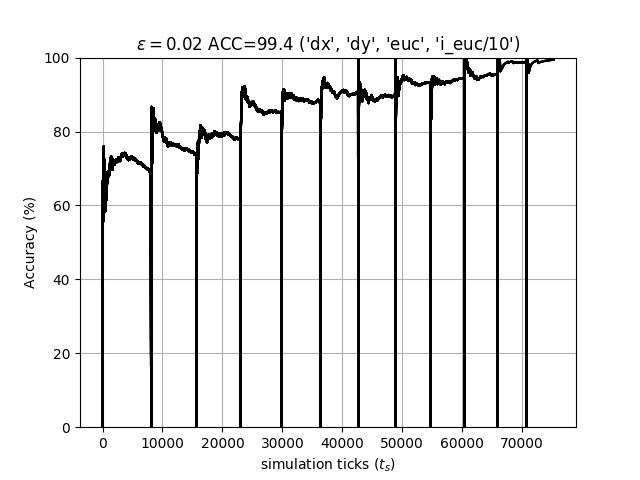 ε = 0.02 ACC=99.4 ('dx', 'dy', 'euc', 'i_euc/10')
100
80
60
40
20
0
Accuracy (%)
0 10000 20000 30000 40000 50000 60000 70000
simulation ticks (tₛ)